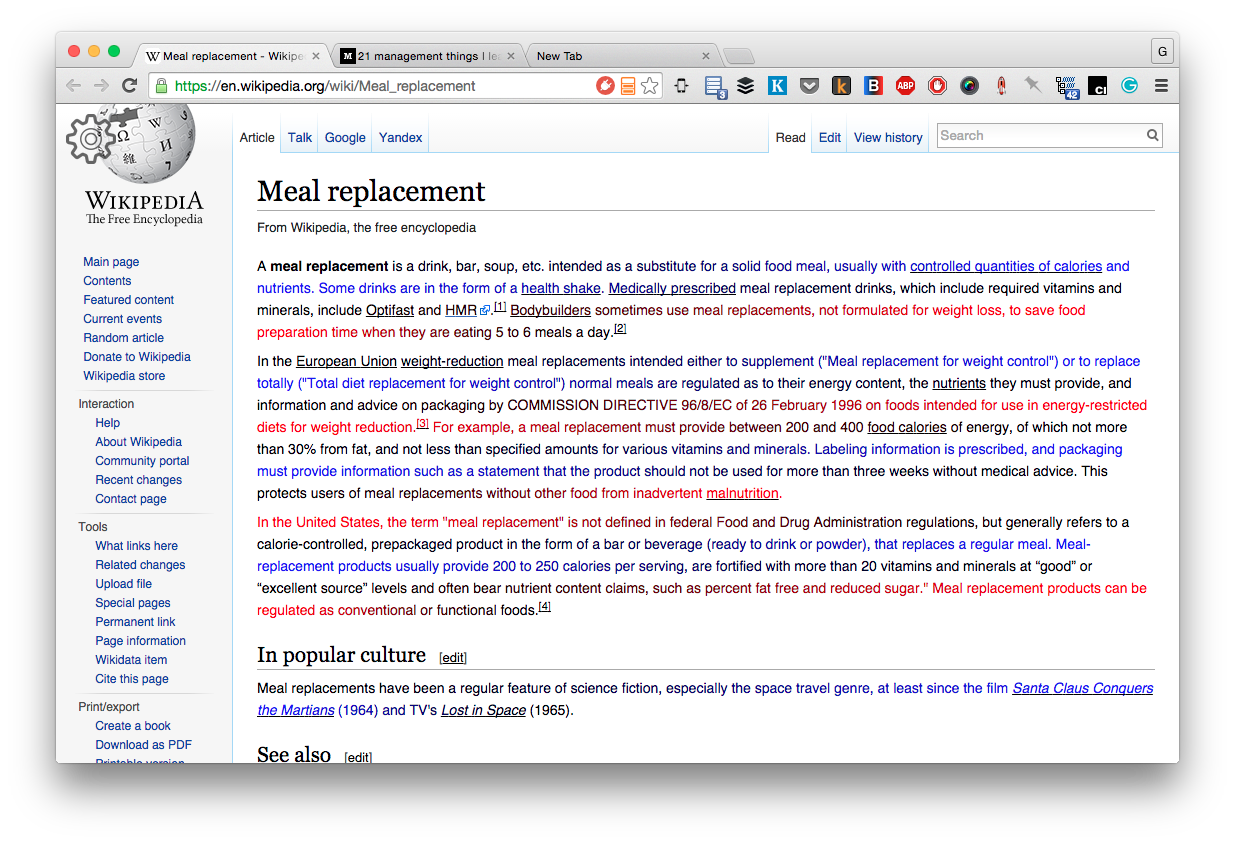 Meal replacement - Wikipe
21 management things I le
New Tab
G
https://en.wikipedia.org/wiki/Meal_replacement
3
K
k
B
ABP
42
cl
Ω W И 維 7
WIKIPEDIA
The Free Encyclopedia
Main page
Contents
Featured content
Current events
Random article
Donate to Wikipedia
Wikipedia store
Interaction
Help
About Wikipedia
Community portal
Recent changes
Contact page
Tools
What links here
Related changes
Upload file
Special pages
Permanent link
Page information
Wikidata item
Cite this page
Print/export
Create a book
Download as PDF
Printable version
Article Talk Google Yandex
Read Edit View history Search
Meal replacement
From Wikipedia, the free encyclopedia
A meal replacement is a drink, bar, soup, etc. intended as a substitute for a solid food meal, usually with controlled quantities of calories and
nutrients. Some drinks are in the form of a health shake. Medically prescribed meal replacement drinks, which include required vitamins and
minerals, include Optifast and HMR.[1] Bodybuilders sometimes use meal replacements, not formulated for weight loss, to save food
preparation time when they are eating 5 to 6 meals a day.[2]
In the European Union weight-reduction meal replacements intended either to supplement ("Meal replacement for weight control") or to replace
totally ("Total diet replacement for weight control") normal meals are regulated as to their energy content, the nutrients they must provide, and
information and advice on packaging by COMMISSION DIRECTIVE 96/8/EC of 26 February 1996 on foods intended for use in energy-restricted
diets for weight reduction.[3] For example, a meal replacement must provide between 200 and 400 food calories of energy, of which not more
than 30% from fat, and not less than specified amounts for various vitamins and minerals. Labeling information is prescribed, and packaging
must provide information such as a statement that the product should not be used for more than three weeks without medical advice. This
protects users of meal replacements without other food from inadvertent malnutrition.
In the United States, the term "meal replacement" is not defined in federal Food and Drug Administration regulations, but generally refers to a
calorie-controlled, prepackaged product in the form of a bar or beverage (ready to drink or powder), that replaces a regular meal. Meal-
replacement products usually provide 200 to 250 calories per serving, are fortified with more than 20 vitamins and minerals at “good” or
“excellent source” levels and often bear nutrient content claims, such as percent fat free and reduced sugar." Meal replacement products can be
regulated as conventional or functional foods.[4]
In popular culture [edit]
Meal replacements have been a regular feature of science fiction, especially the space travel genre, at least since the film Santa Claus Conquers
the Martians (1964) and TV's Lost in Space (1965).
See also [edit]